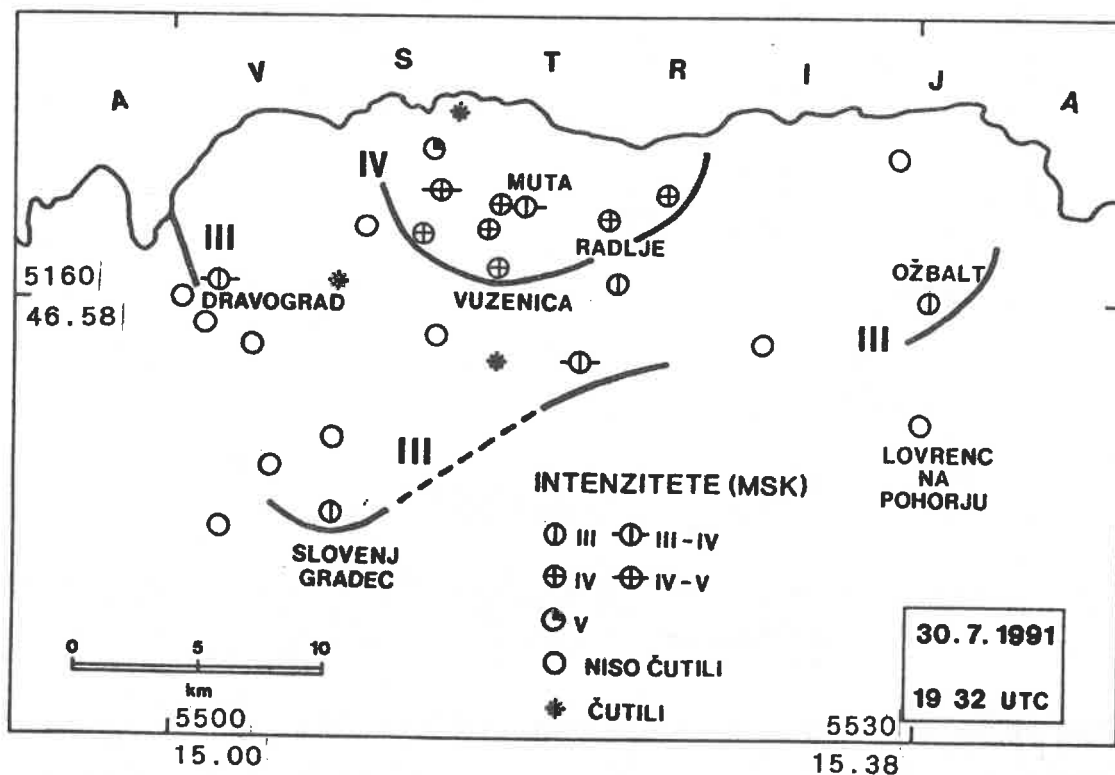 A V S T R I J A
IV
MUTA
III
RADLJE
5160
DRAVOGRAD
OŽBALT
46.58
VUZENICA
III
III
LOVRENC
NA
POHORJU
INTENZITETE (MSK)
III III-IV
SLOVENJ
GRADEC
IV IV-V
V
30.7.1991
0 5 10
NISO ČUTILI
km
19 32 UTC
ČUTILI
5500
5530
15.00
15.38